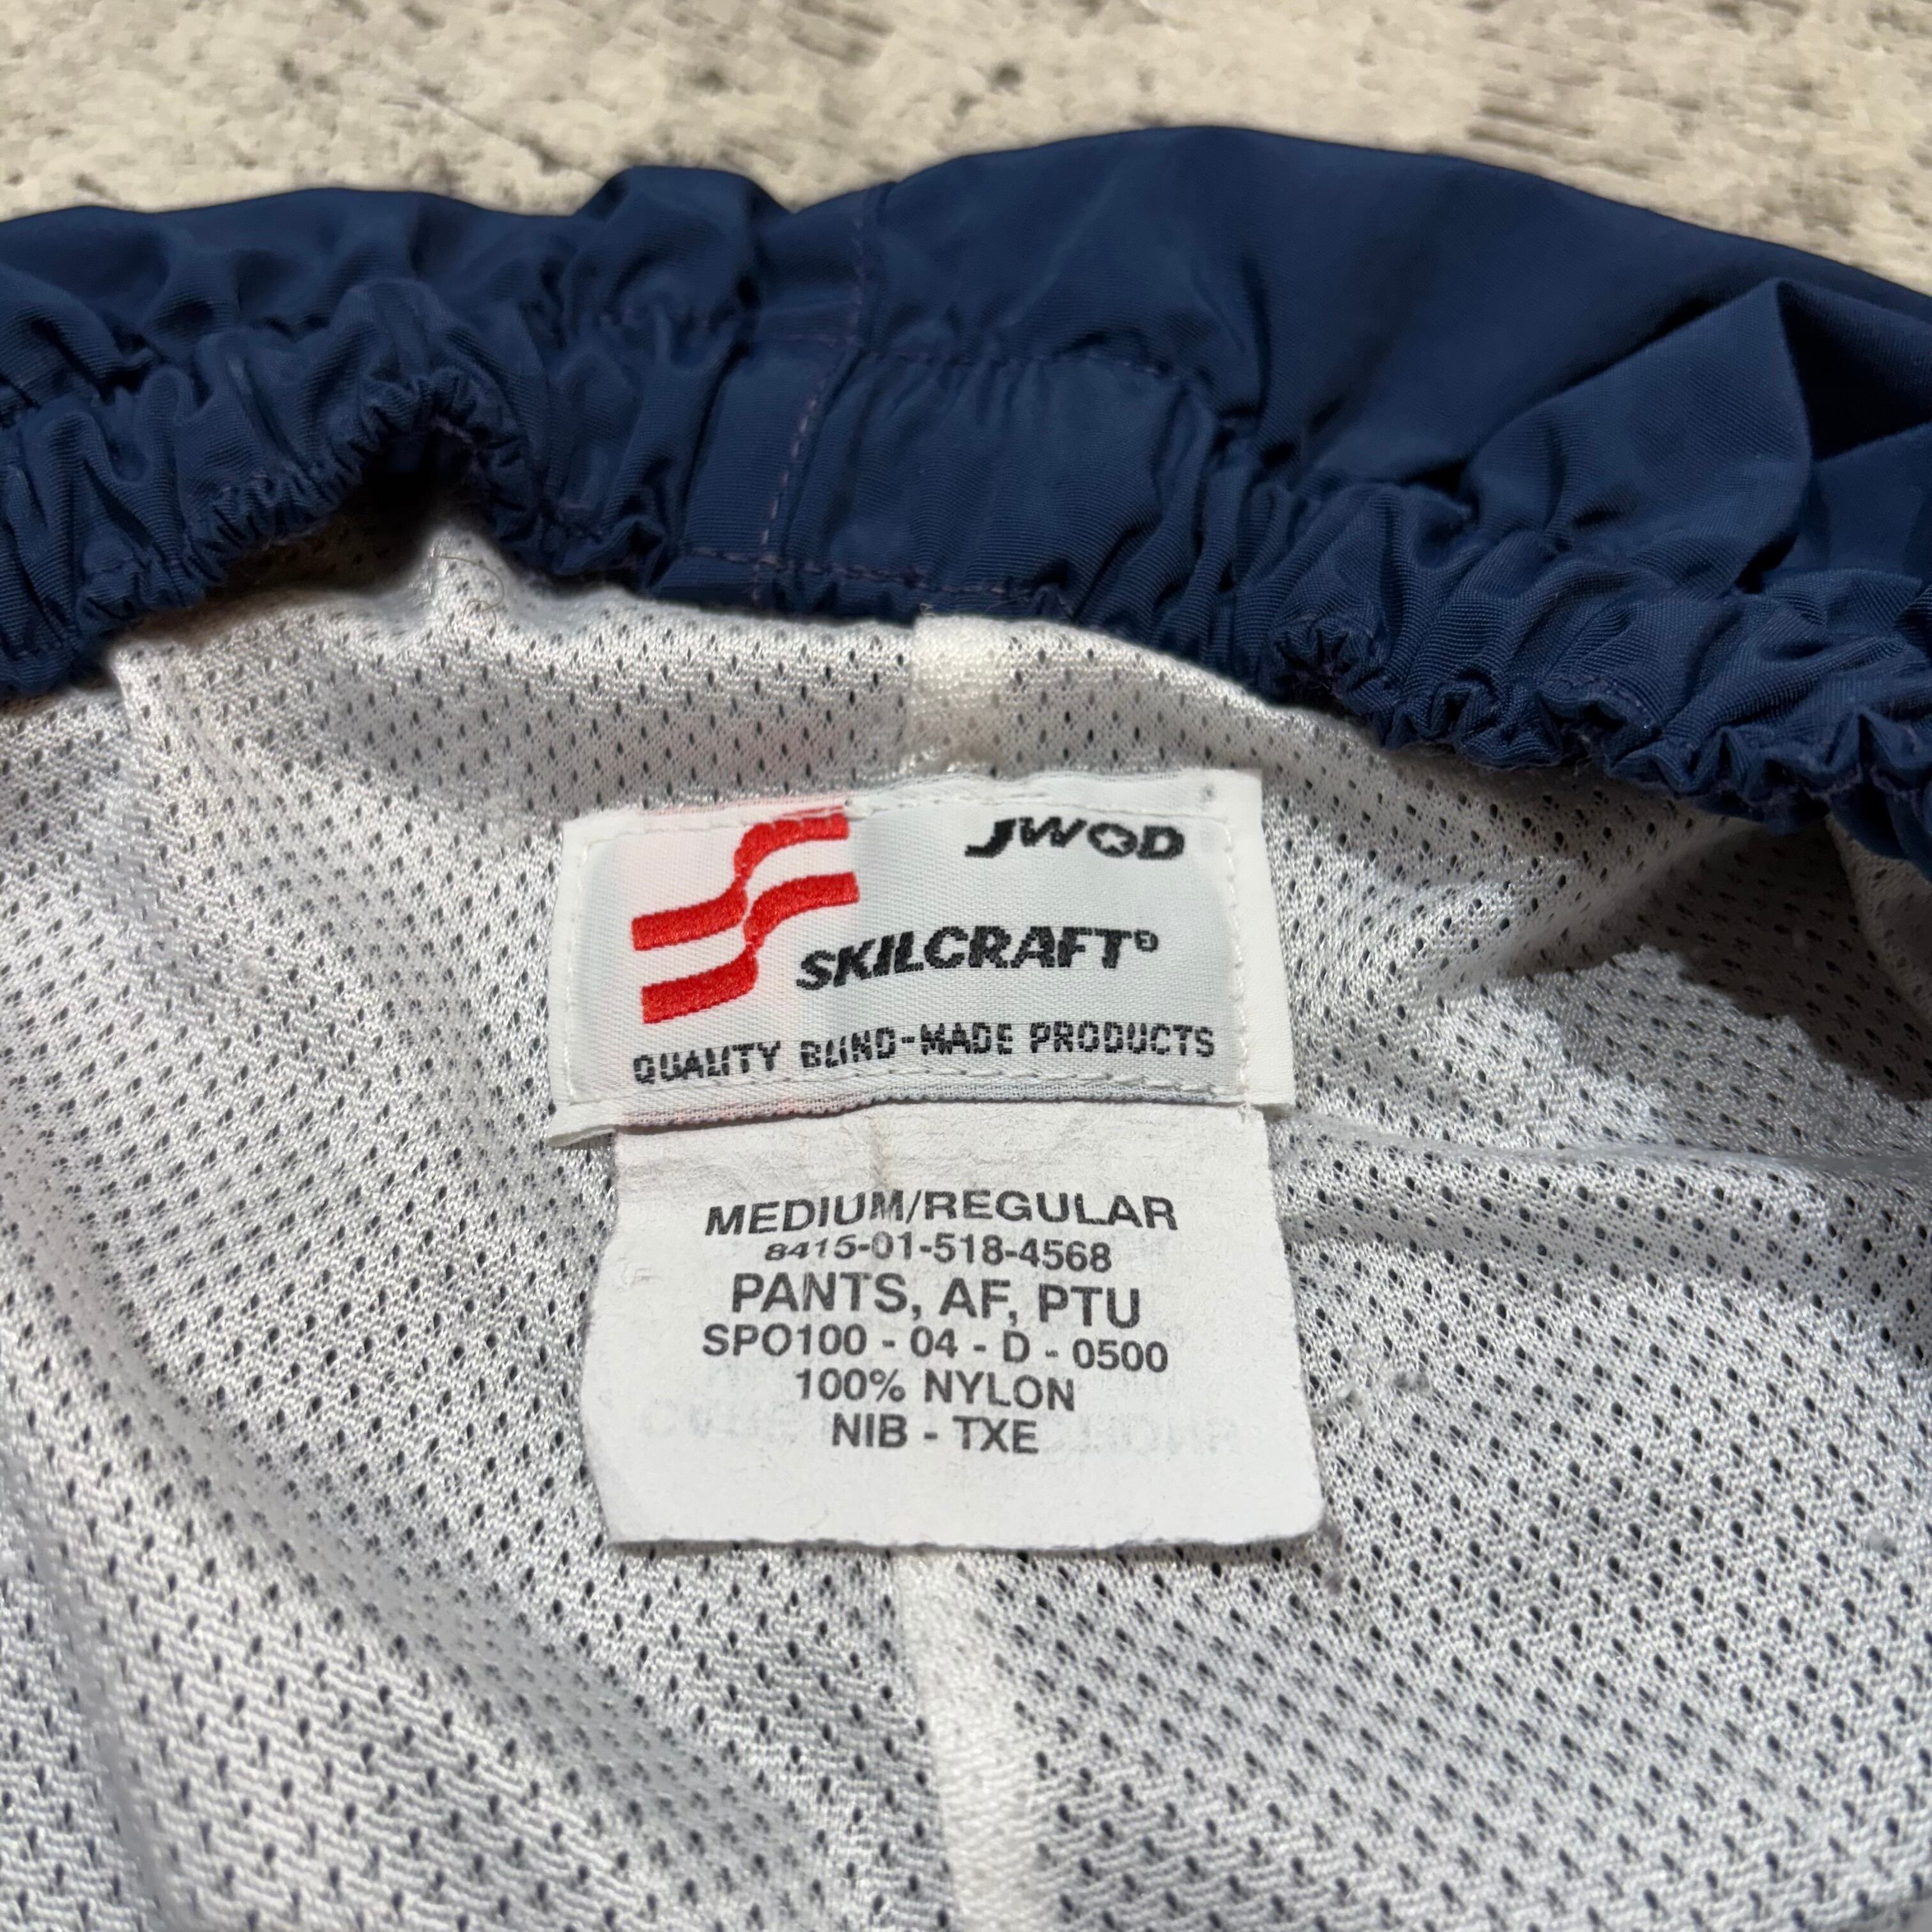 JWOD
SKILCRAFT®
QUALITY BLIND-MADE PRODUCTS
MEDIUM/REGULAR
8415-01-518-4568
PANTS, AF, PTU
SPO100 - 04 - D - 0500
100% NYLON
NIB - TXE